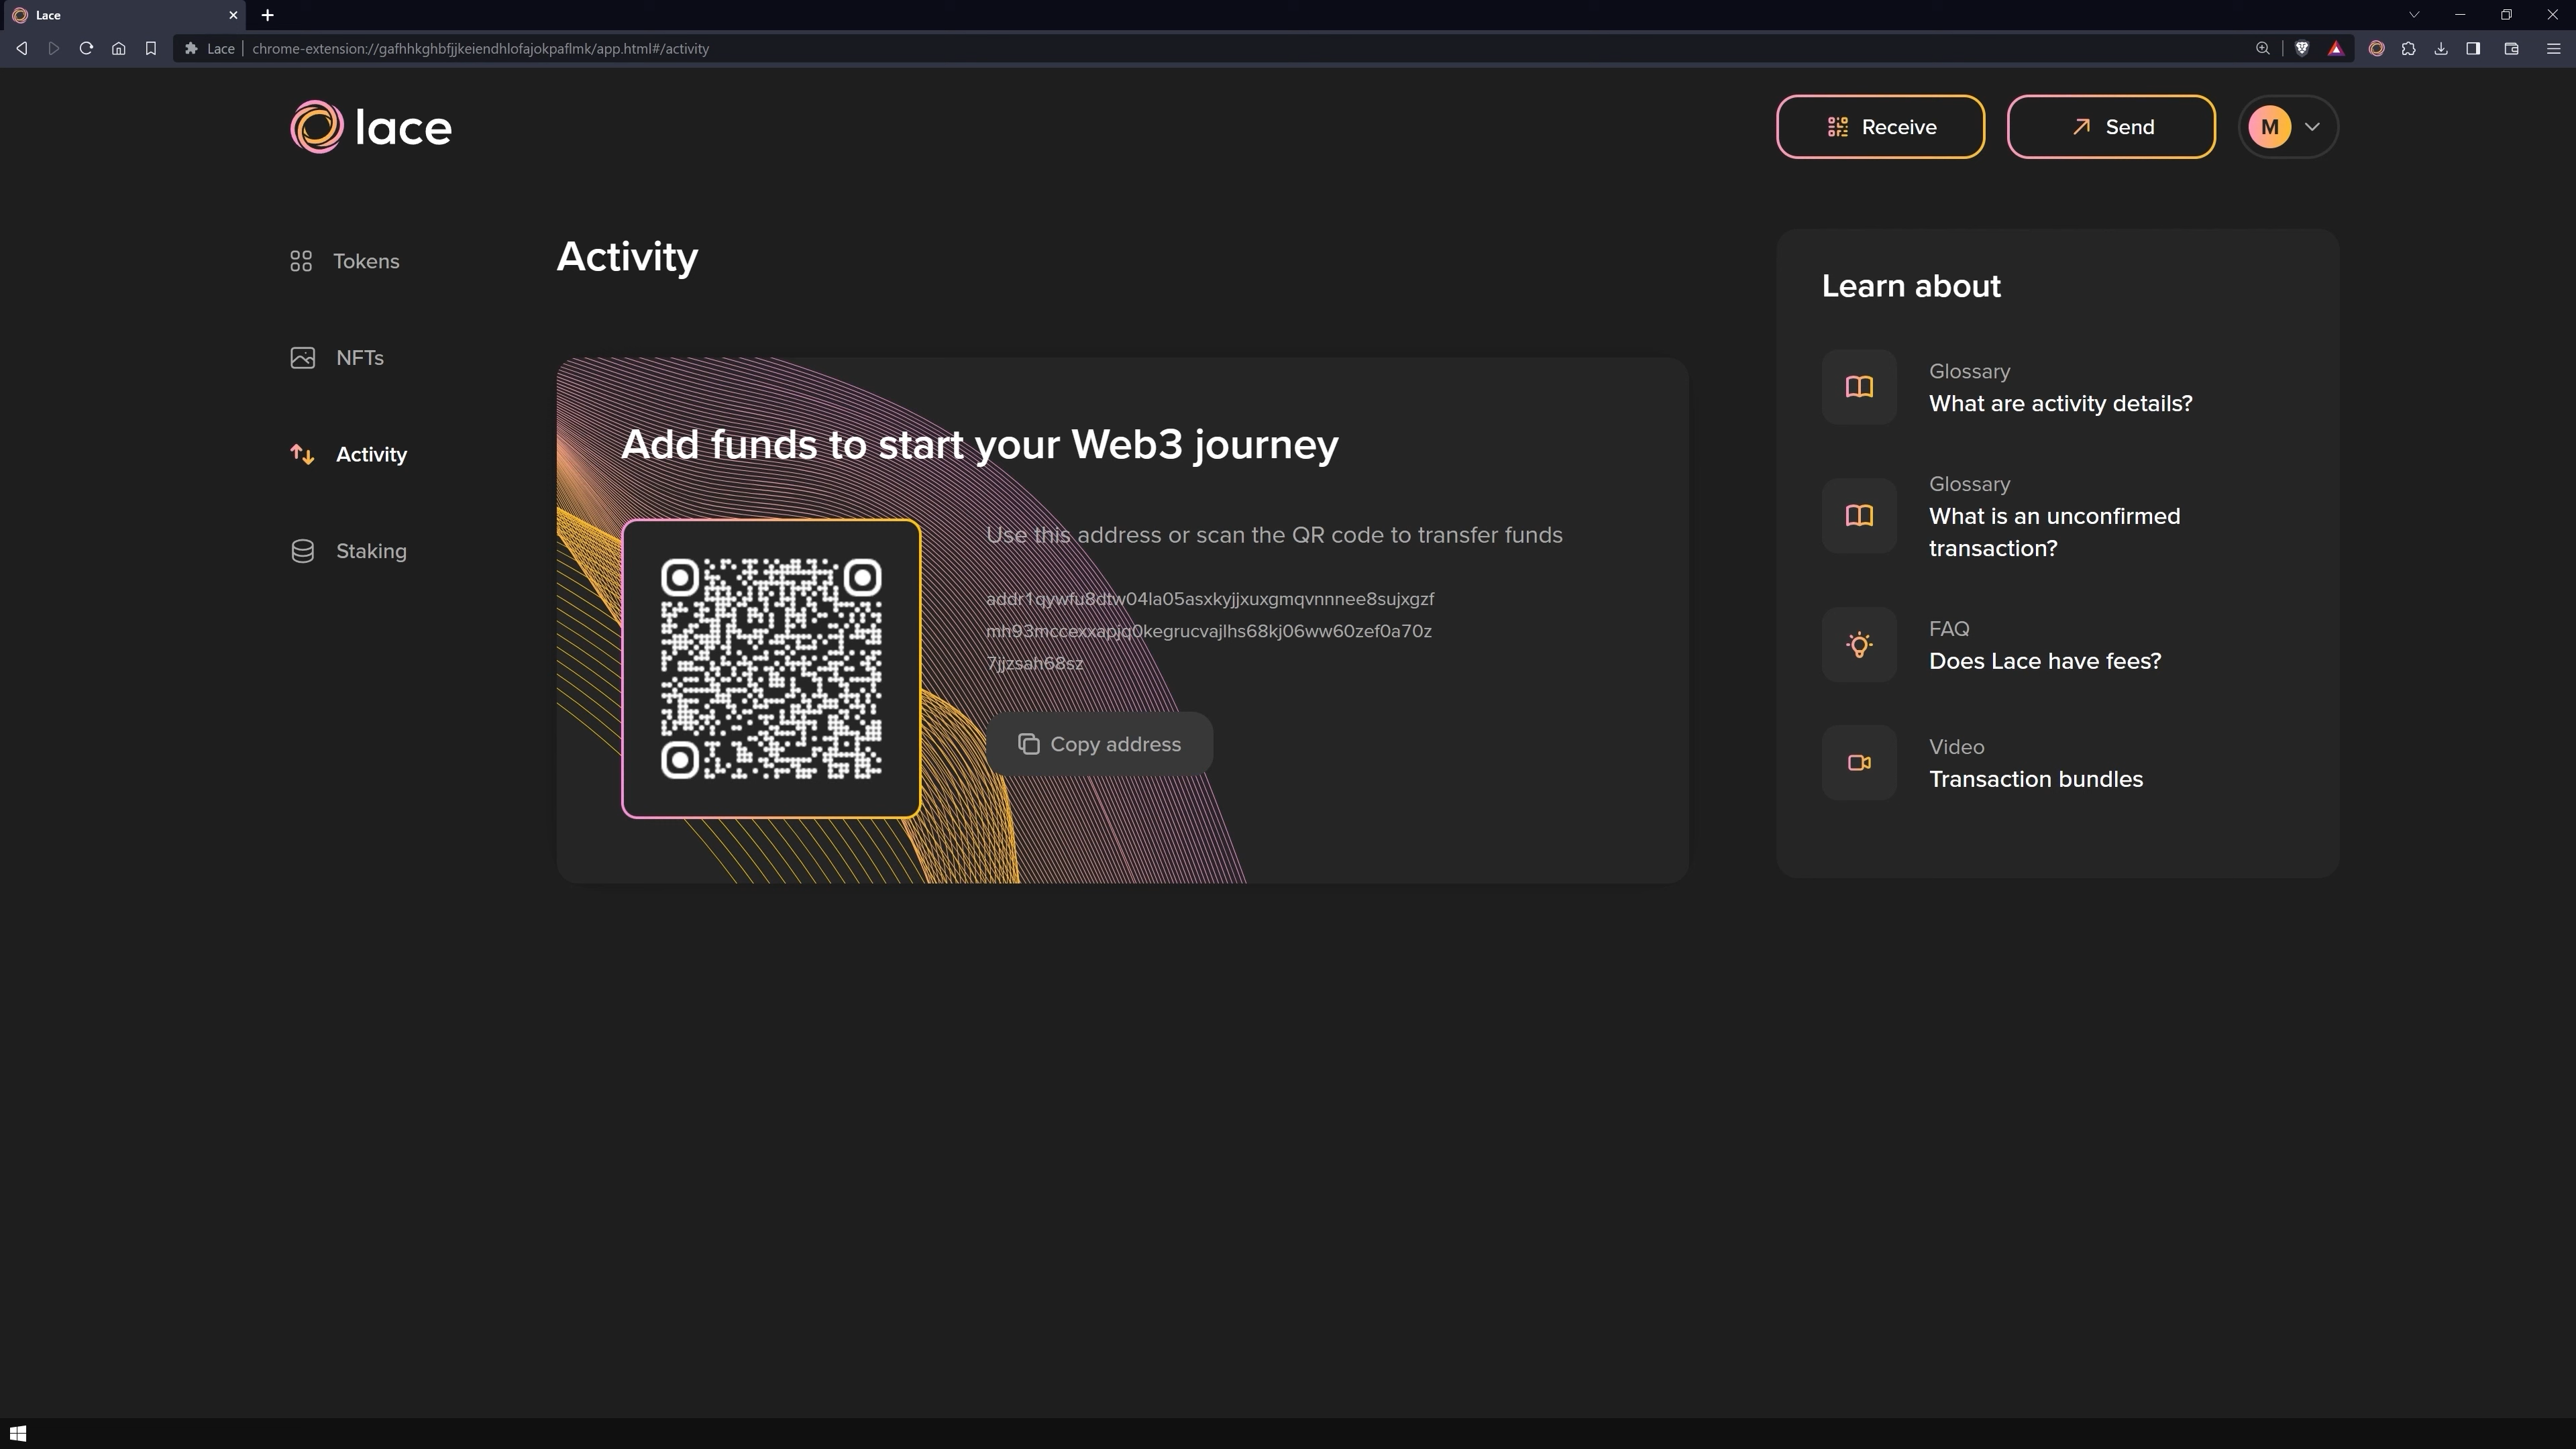 Lace
Lace
chrome-extension://gafhhkghbfjjkeiendhlofajokpaflmk/app.html#/activity
lace
Receive
Send
M
Tokens
NFTs
Activity
Staking
Activity
Add funds to start your Web3 journey
Use this address or scan the QR code to transfer funds
addr1qywfu8dtw04la05asxkyjjxuxgmqvnnnee8sujxgzf
mh93mccexxapjq0kegrucvajlhs68kj06ww60zef0a70z
7jjzsah68sz
Copy address
Learn about
Glossary
What are activity details?
Glossary
What is an unconfirmed
transaction?
FAQ
Does Lace have fees?
Video
Transaction bundles